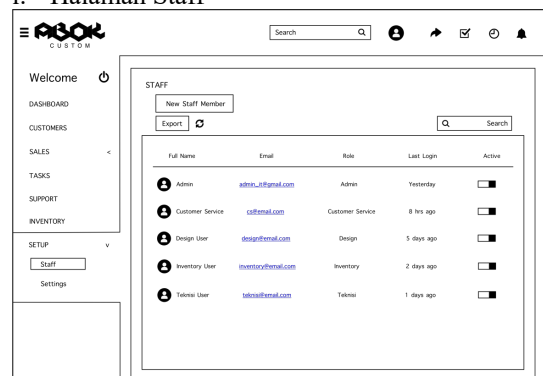 Halaman Staff
ABOK
CUSTOM
Search
Welcome
DASHBOARD
CUSTOMERS
SALES <
TASKS
SUPPORT
INVENTORY
SETUP v
Staff
Settings
STAFF
New Staff Member
Export
Search
Full Name Email Role Last Login Active
Admin admin_it@gmail.com Admin Yesterday
Customer Service cs@email.com Customer Service 8 hrs ago
Design User design@email.com Design 5 days ago
Inventory User inventory@email.com Inventory 2 days ago
Teknisi User teknisi@email.com Teknisi 1 days ago